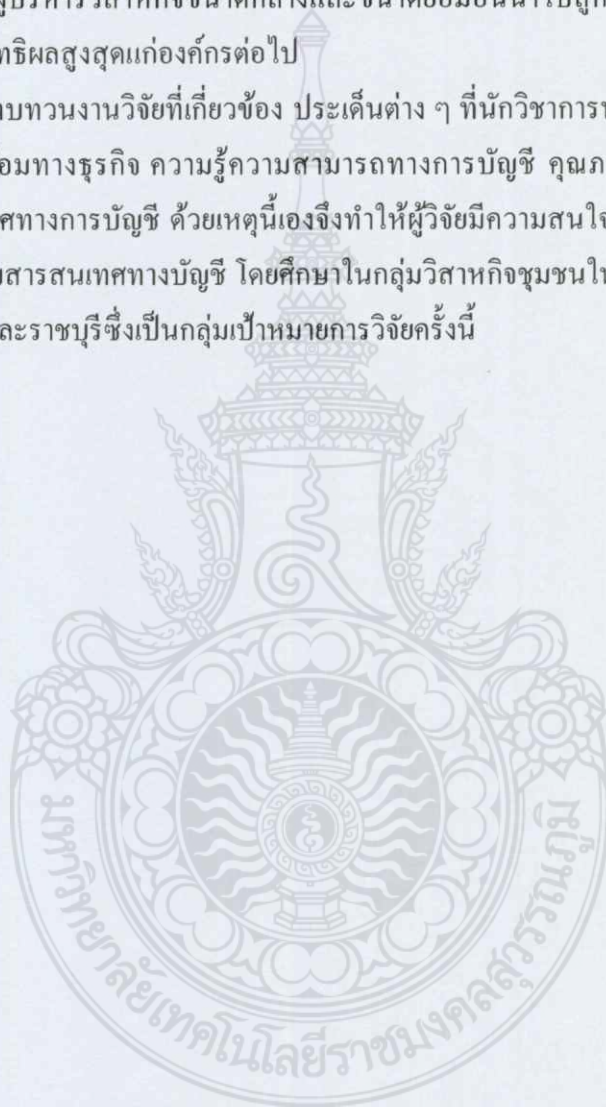 ทธิผลสูงสุดแก่องค์กรต่อไป
บทวนงานวิจัยที่เกี่ยวข้อง ประเด็นต่าง ๆ ที่นักวิชาการ
อมทางธุรกิจ ความรู้ความสามารถทางการบัญชี คุณภ
ศทางการบัญชี ด้วยเหตุนี้เองจึงทำให้ผู้วิจัยมีความสนใจ
สารสนเทศทางบัญชี โดยศึกษาในกลุ่มวิสาหกิจชุมชนใน
ละราชบุรีซึ่งเป็นกลุ่มเป้าหมายการวิจัยครั้งนี้
มหาวิทยาลัยเทคโนโลยีราชมงคลสุวรรณภูมิ